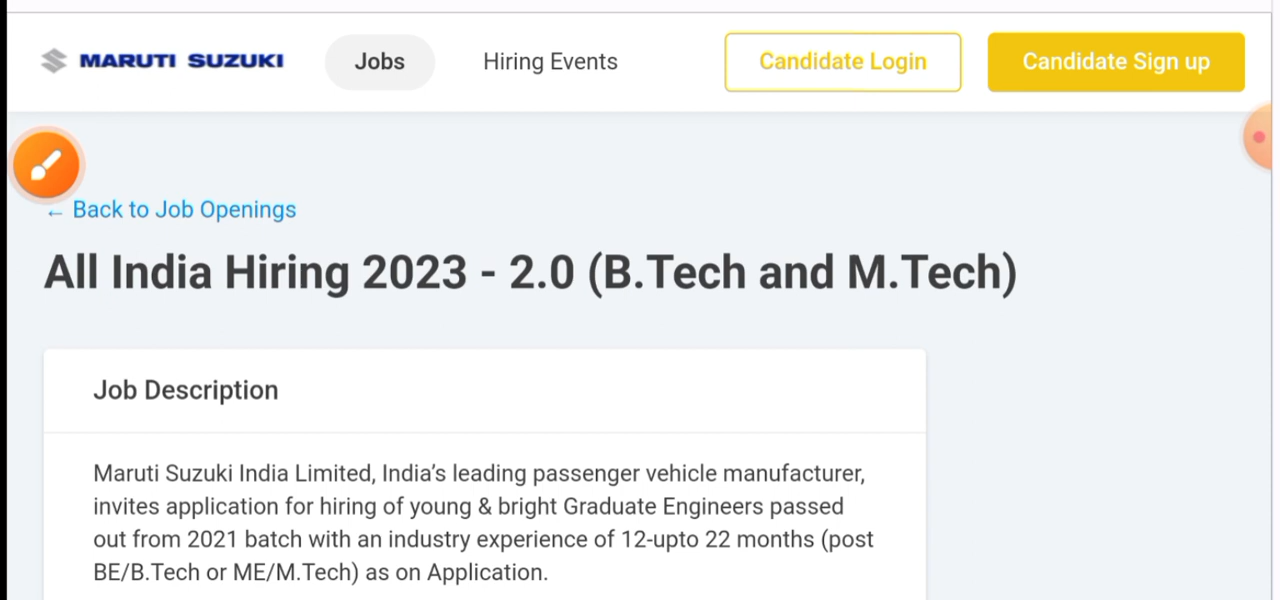 MARUTI SUZUKI Jobs Hiring Events Candidate Login Candidate Sign up
← Back to Job Openings
All India Hiring 2023 - 2.0 (B.Tech and M.Tech)
Job Description
Maruti Suzuki India Limited, India’s leading passenger vehicle manufacturer,
invites application for hiring of young & bright Graduate Engineers passed
out from 2021 batch with an industry experience of 12-upto 22 months (post
BE/B.Tech or ME/M.Tech) as on Application.